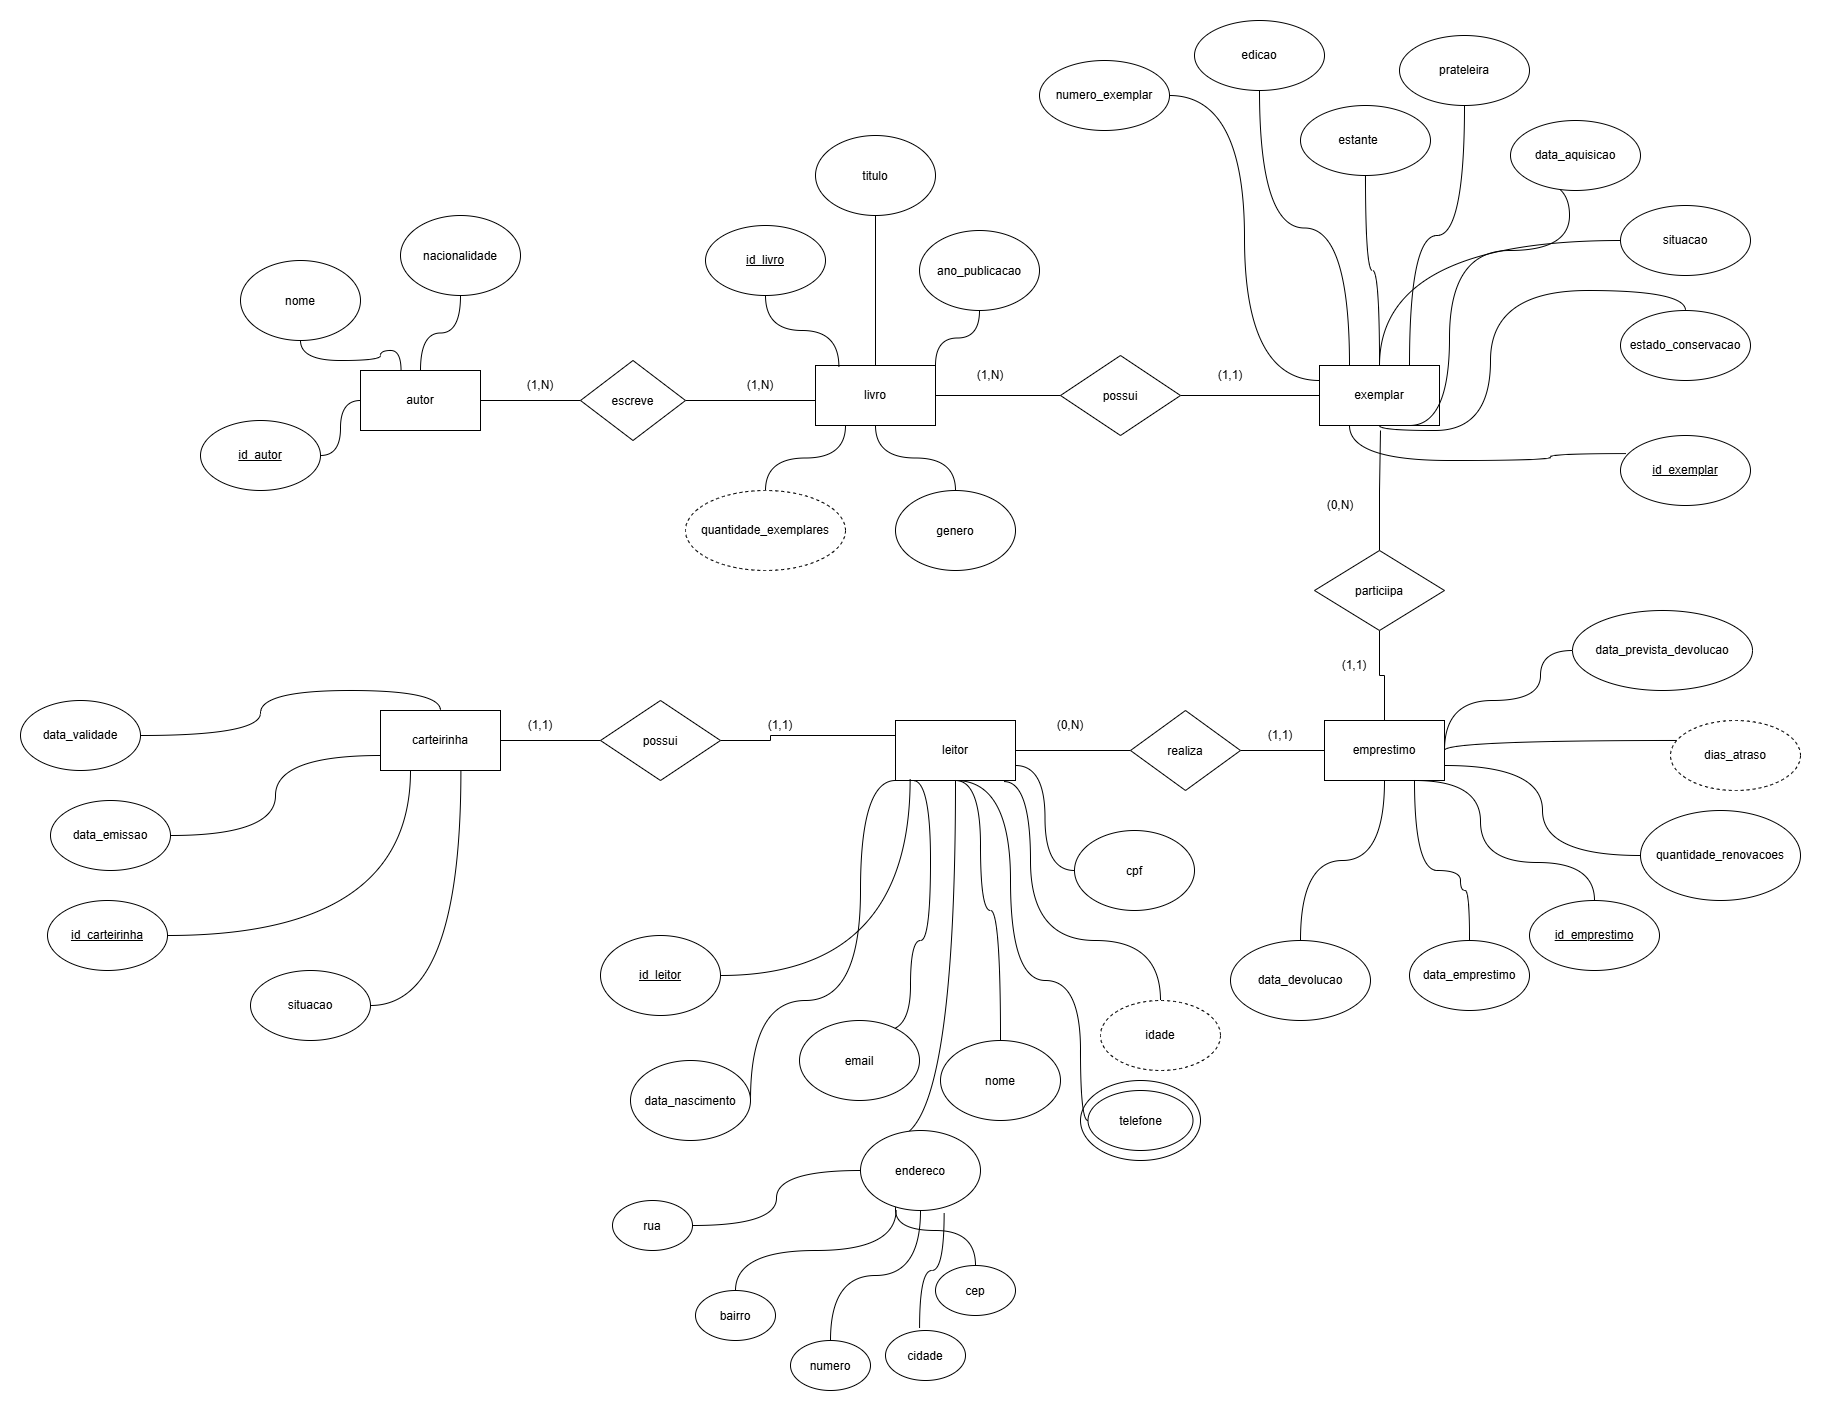 edicao
prateleira
numero_exemplar
estante
data_aquisicao
titulo
situacao
nacionalidade
id_livro
ano_publicacao
nome
estado_conservacao
autor
(1,N)
escreve
(1,N)
livro
(1,N)
possui
(1,1)
exemplar
id_autor
id_exemplar
quantidade_exemplares
genero
(0,N)
particiipa
(1,1)
data_prevista_devolucao
data_validade
carteirinha
(1,1)
possui
(1,1)
leitor
(0,N)
realiza
(1,1)
emprestimo
dias_atraso
data_emissao
cpf
quantidade_renovacoes
id_carteirinha
id_emprestimo
situacao
id_leitor
data_devolucao
data_emprestimo
email
nome
idade
data_nascimento
telefone
endereco
rua
bairro
cep
numero
cidade